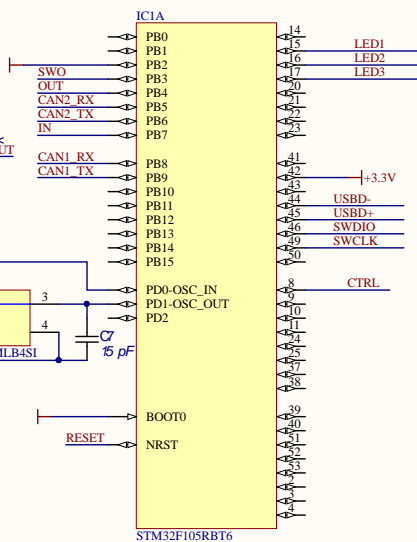 IC1A
PB0 14
PB1 15 LED1
PB2 16 LED2
SWO PB3 17 LED3
OUT PB4 20
CAN2_RX PB5 21
CAN2_TX PB6 22
IN PB7 23
CAN1_RX PB8 41
CAN1_TX PB9 42 +3.3V
PB10 43
PB11 44 USBD-
PB12 45 USBD+
PB13 46 SWDIO
PB14 49 SWCLK
PB15 50
PD0-OSC_IN 8 CTRL
3 PD1-OSC_OUT 9
PD2 10
4 11
C7 24
15 pF 25
MLB4SI
37
38
BOOT0 39
40
RESET NRST 51
52
53
2
3
4
STM32F105RBT6